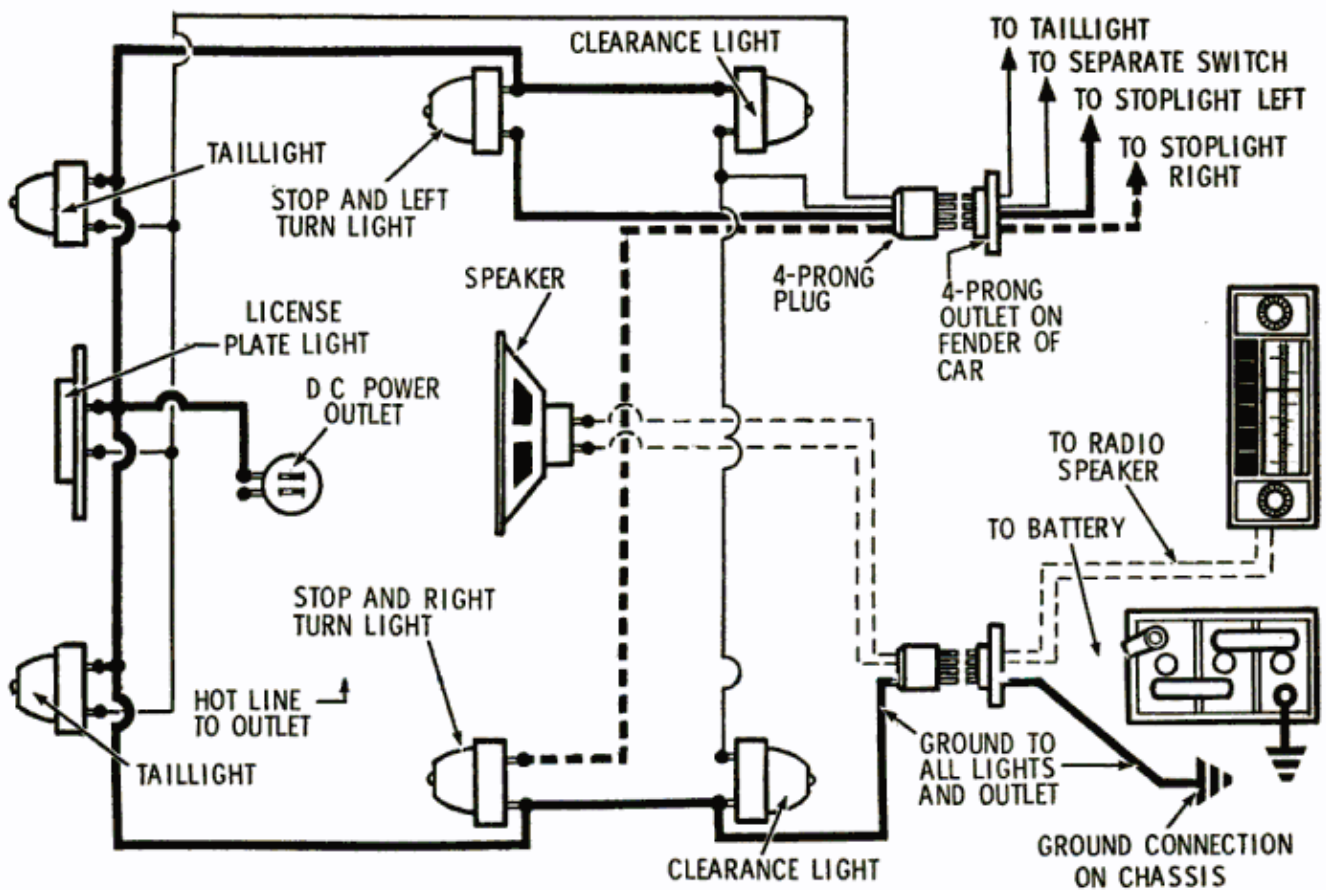 CLEARANCE LIGHT
TO TAILLIGHT
TO SEPARATE SWITCH
TO STOPLIGHT LEFT
TO STOPLIGHT
RIGHT
TAILLIGHT
STOP AND LEFT
TURN LIGHT
SPEAKER
4-PRONG
PLUG
4-PRONG
OUTLET ON
FENDER OF
CAR
LICENSE
PLATE LIGHT
D C POWER
OUTLET
TO RADIO
SPEAKER
TO BATTERY
STOP AND RIGHT
TURN LIGHT
HOT LINE
TO OUTLET
TAILLIGHT
GROUND TO
ALL LIGHTS
AND OUTLET
CLEARANCE LIGHT
GROUND CONNECTION
ON CHASSIS